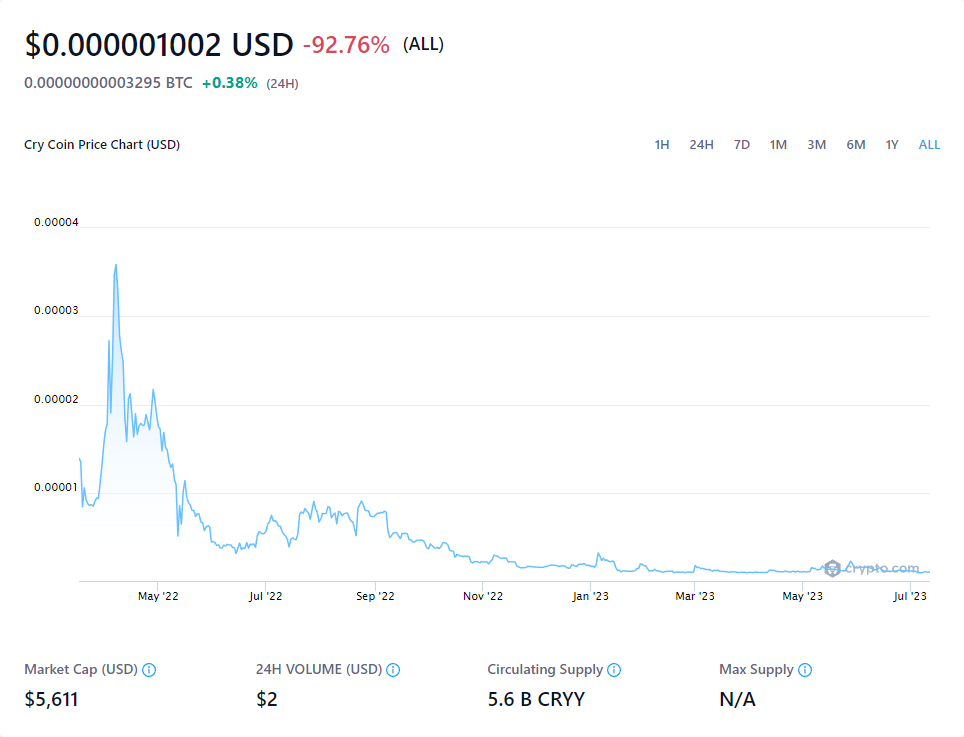 $0.000001002 USD -92.76% (ALL)
0.00000000003295 BTC +0.38% (24H)
Cry Coin Price Chart (USD) 1H 24H 7D 1M 3M 6M 1Y ALL
0.00004
0.00003
0.00002
0.00001
crypto.com
May '22 Jul '22 Sep '22 Nov '22 Jan '23 Mar '23 May '23 Jul '23
Market Cap (USD) 24H VOLUME (USD) Circulating Supply Max Supply
$5,611 $2 5.6 B CRYY N/A